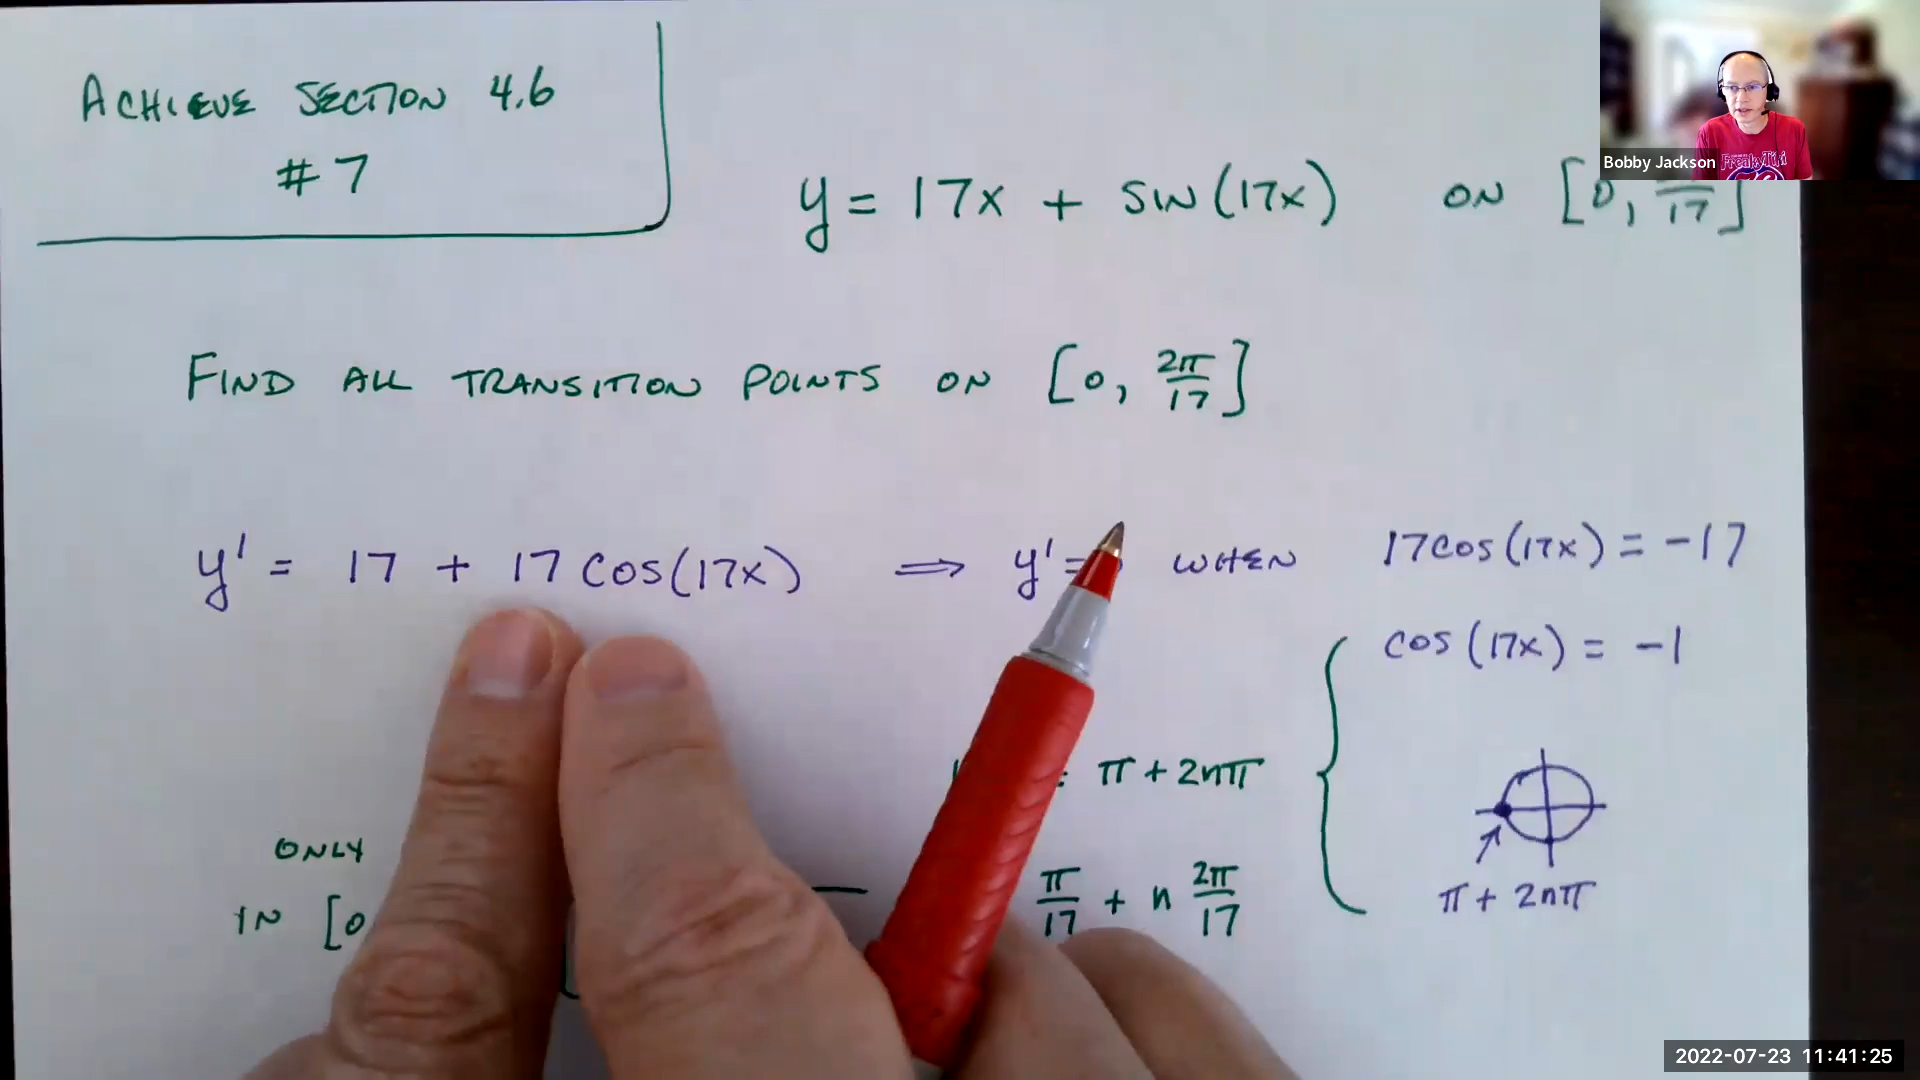 ACHIEVE SECTION 4.6
#7
y = 17x + SIN(17x) ON [0, π/17]
FIND ALL TRANSITION POINTS ON [0, 2π/17]
y' = 17 + 17 cos(17x) ⟹ y' = WHEN 17cos(17x) = -17
cos(17x) = -1
= π + 2nπ
ONLY
IN [0
π/17 + n 2π/17
π + 2nπ
Bobby Jackson
FreakyTiki
2022-07-23 11:41:25